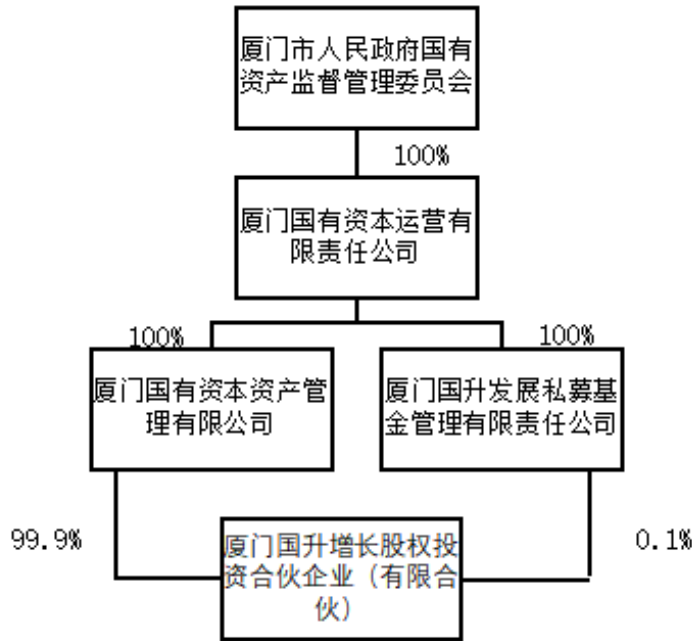 厦门市人民政府国有
资产监督管理委员会
100%
厦门国有资本运营有
限责任公司
100%
100%
厦门国有资本资产管
理有限公司
厦门国升发展私募基
金管理有限责任公司
99.9%
0.1%
厦门国升增长股权投
资合伙企业（有限合
伙）